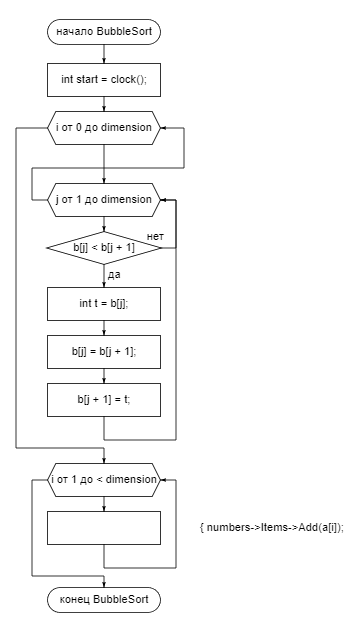 начало BubbleSort
int start = clock();
i от 0 до dimension
j от 1 до dimension
b[j] < b[j + 1]
нет
да
int t = b[j];
b[j] = b[j + 1];
b[j + 1] = t;
i от 1 до < dimension
{ numbers->Items->Add(a[i]);
конец BubbleSort